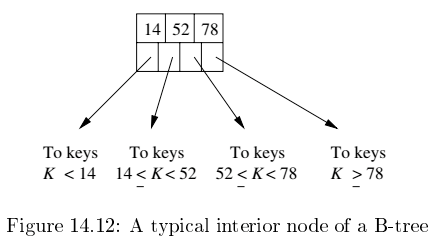 14 52 78
To keys To keys To keys To keys
K < 14 14 ≤ K < 52 52 ≤ K < 78 K ≥ 78
Figure 14.12: A typical interior node of a B-tree